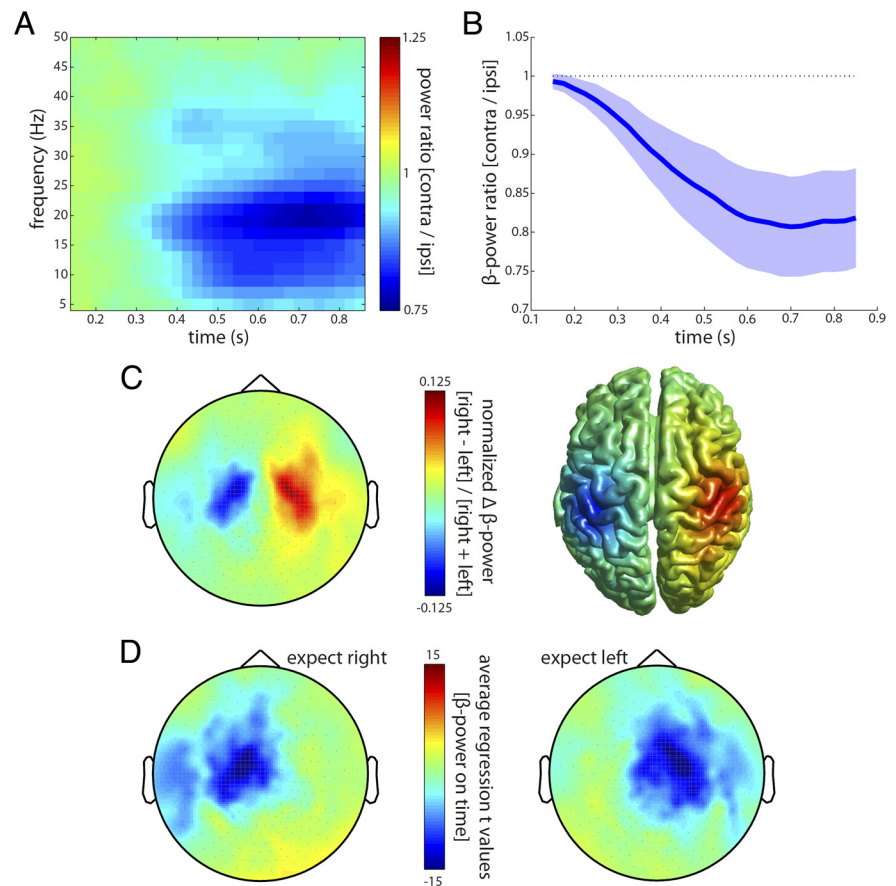 A
50
45
40
35
30
25
20
15
10
5
frequency (Hz)
0.2 0.3 0.4 0.5 0.6 0.7 0.8
time (s)
1.25
1
0.75
power ratio [contra / ipsi]
B
1.05
1
0.95
0.9
0.85
0.8
0.75
0.7
β-power ratio [contra / ipsi]
0.1 0.2 0.3 0.4 0.5 0.6 0.7 0.8 0.9
time (s)
C
0.125
-0.125
normalized Δ β-power
[right - left] / [right + left]
D
expect right
15
-15
average regression t values
[β-power on time]
expect left